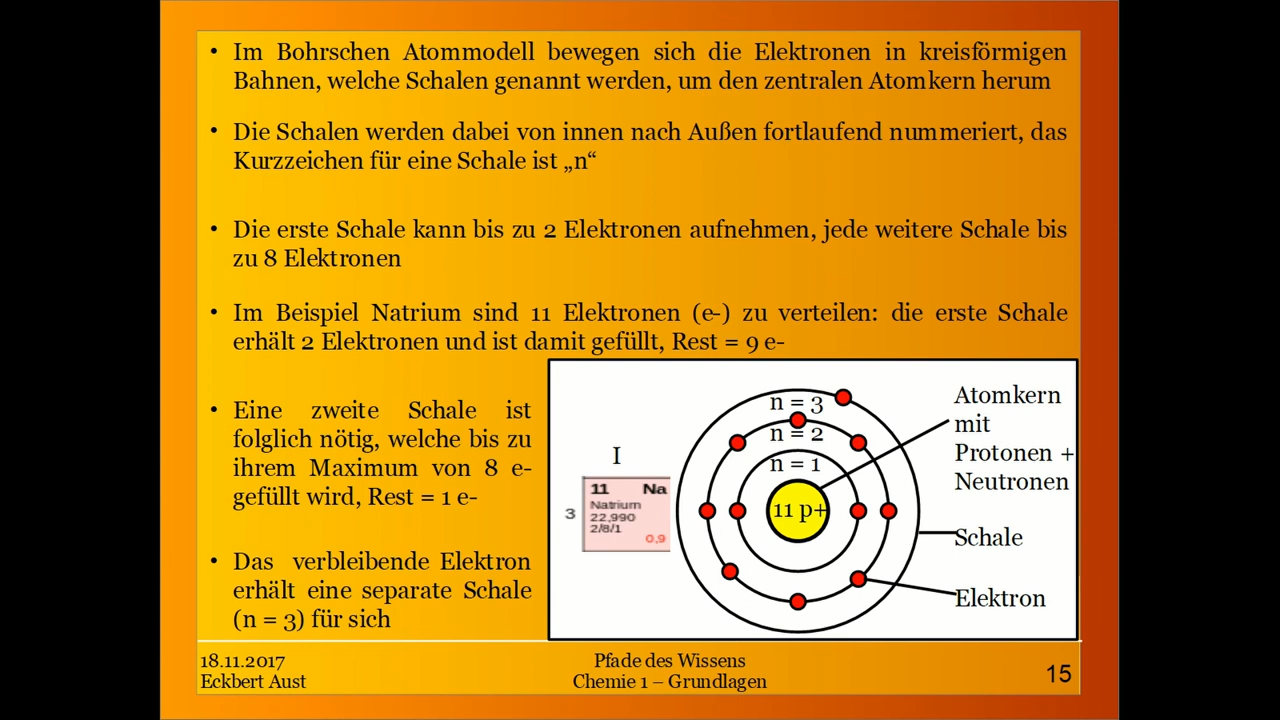 • Im Bohrschen Atommodell bewegen sich die Elektronen in kreisförmigen
Bahnen, welche Schalen genannt werden, um den zentralen Atomkern herum
• Die Schalen werden dabei von innen nach Außen fortlaufend nummeriert, das
Kurzzeichen für eine Schale ist „n“
• Die erste Schale kann bis zu 2 Elektronen aufnehmen, jede weitere Schale bis
zu 8 Elektronen
• Im Beispiel Natrium sind 11 Elektronen (e-) zu verteilen: die erste Schale
erhält 2 Elektronen und ist damit gefüllt, Rest = 9 e-
• Eine zweite Schale ist
folglich nötig, welche bis zu
ihrem Maximum von 8 e-
gefüllt wird, Rest = 1 e-
• Das verbleibende Elektron
erhält eine separate Schale
(n = 3) für sich
I
3
11 Na
Natrium
22,990
2/8/1
0,9
n = 3
n = 2
n = 1
11 p+
Atomkern
mit
Protonen +
Neutronen
Schale
Elektron
18.11.2017
Eckbert Aust
Pfade des Wissens
Chemie 1 – Grundlagen
15